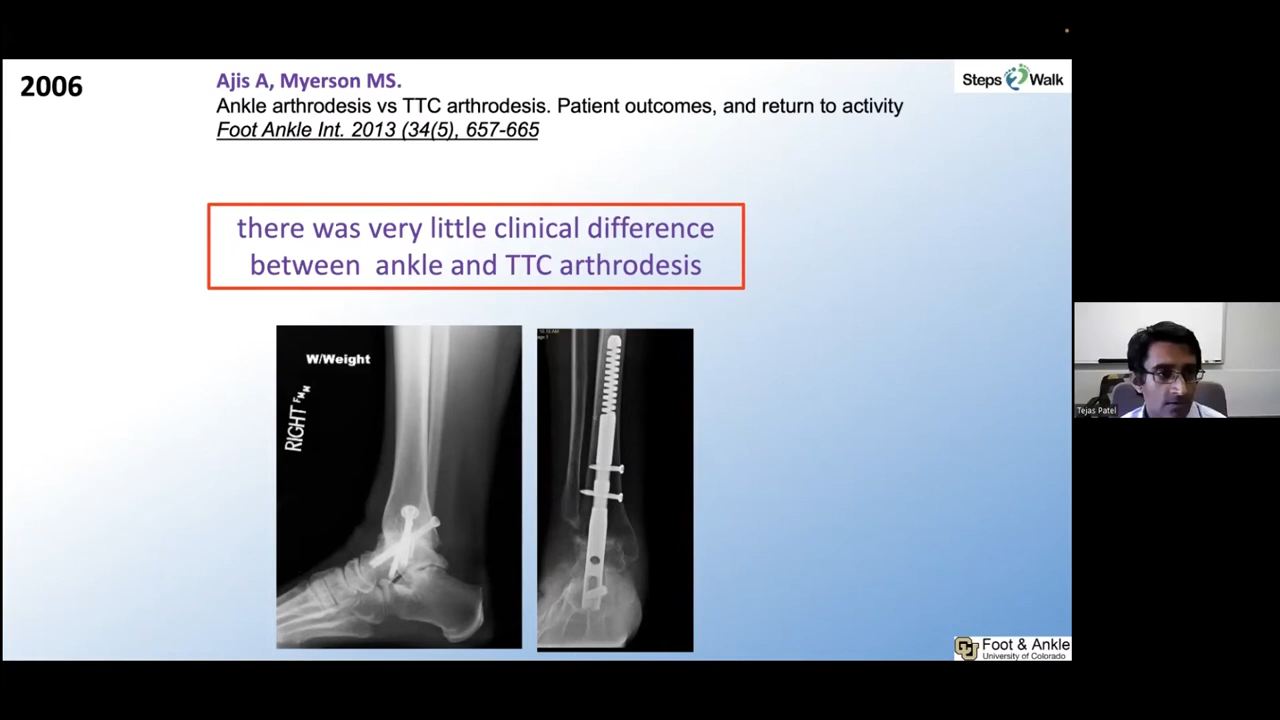 2006
Ajis A, Myerson MS.
Ankle arthrodesis vs TTC arthrodesis. Patient outcomes, and return to activity
Foot Ankle Int. 2013 (34(5), 657-665
Steps2Walk
there was very little clinical difference
between ankle and TTC arthrodesis
W/Weight
RIGHT FMM
Tejas Patel
Foot & Ankle
University of Colorado